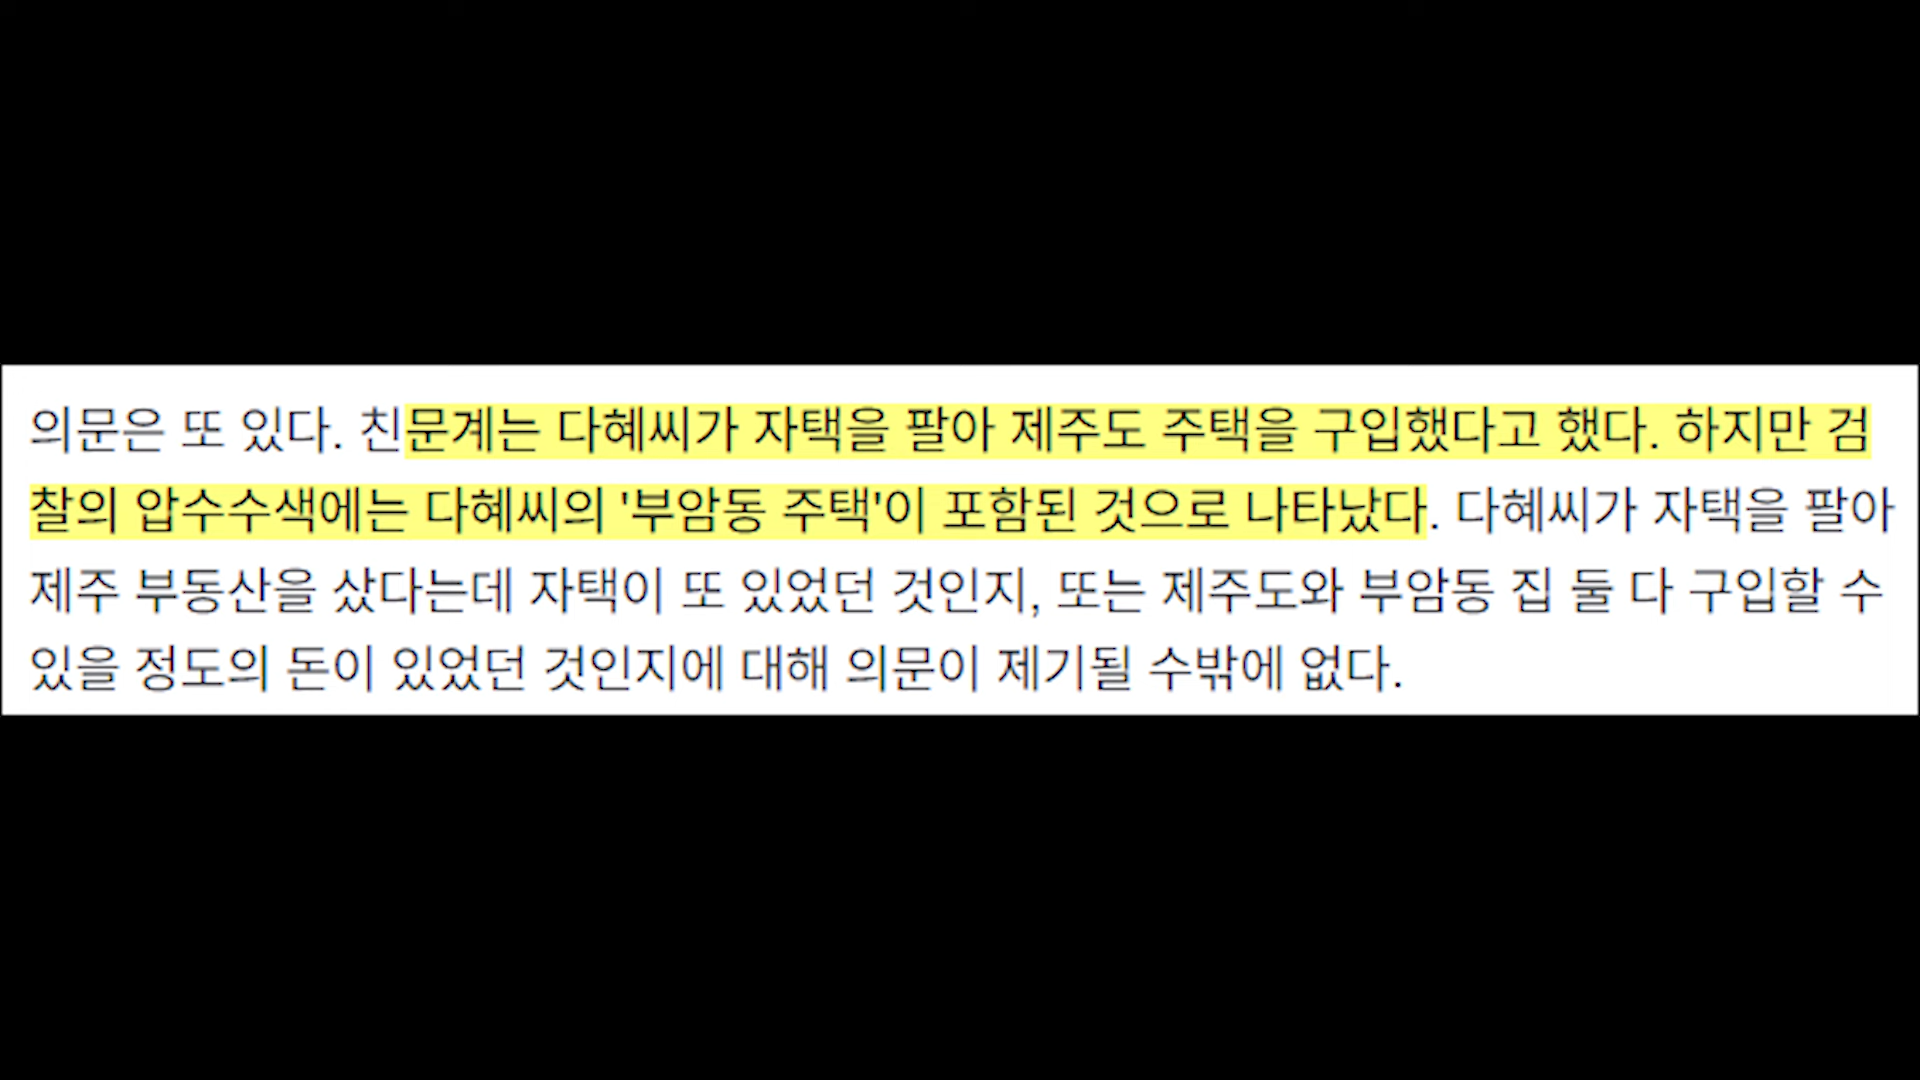 의문은 또 있다. 친문계는 다혜씨가 자택을 팔아 제주도 주택을 구입했다고 했다. 하지만 검
찰의 압수수색에는 다혜씨의 '부암동 주택'이 포함된 것으로 나타났다. 다혜씨가 자택을 팔아
제주 부동산을 샀다는데 자택이 또 있었던 것인지, 또는 제주도와 부암동 집 둘 다 구입할 수
있을 정도의 돈이 있었던 것인지에 대해 의문이 제기될 수밖에 없다.